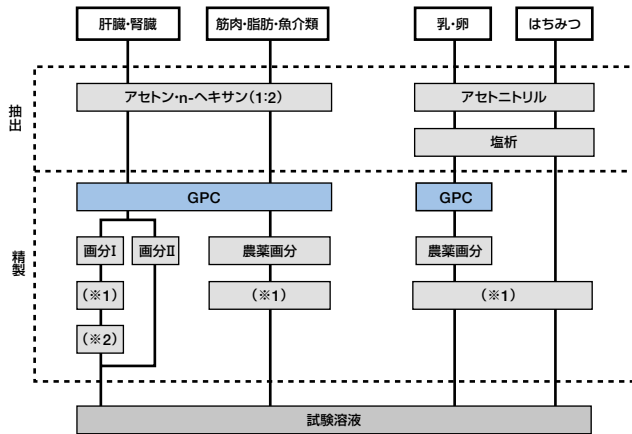 肝臓・腎臓
筋肉・脂肪・魚介類
乳・卵
はちみつ
抽出
アセトン・n-ヘキサン(1:2)
アセトニトリル
塩析
精製
GPC
GPC
画分I
画分II
農薬画分
農薬画分
(※1)
(※1)
(※1)
(※2)
試験溶液